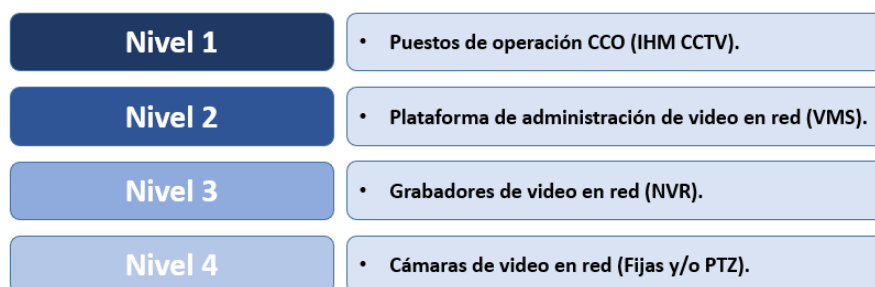 Nivel 1
• Puestos de operación CCO (IHM CCTV).
Nivel 2
• Plataforma de administración de video en red (VMS).
Nivel 3
• Grabadores de video en red (NVR).
Nivel 4
• Cámaras de video en red (Fijas y/o PTZ).